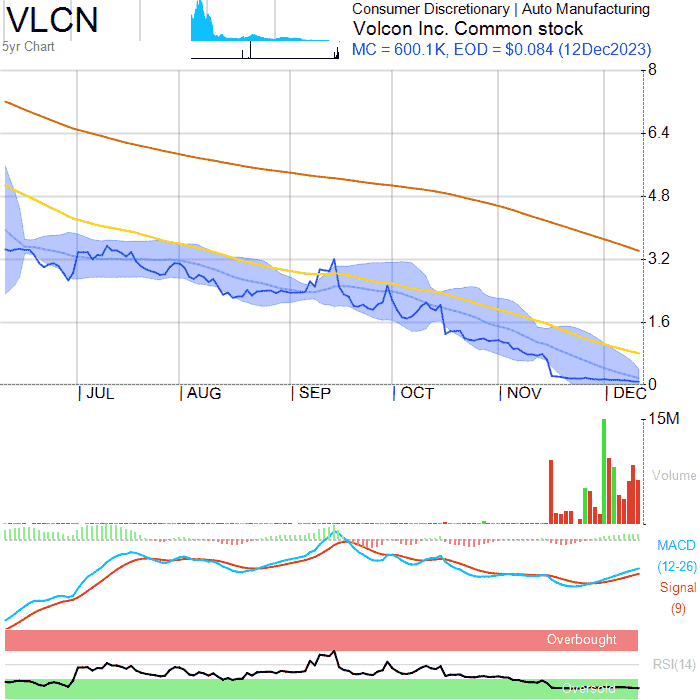 VLCN
5yr Chart
Consumer Discretionary | Auto Manufacturing
Volcon Inc. Common stock
MC = 600.1K, EOD = $0.084 (12Dec2023)
8
6.4
4.8
3.2
1.6
0
JUL AUG SEP OCT NOV DEC
15M
Volume
MACD
(12-26)
Signal
(9)
Overbought
RSI(14)
Oversold